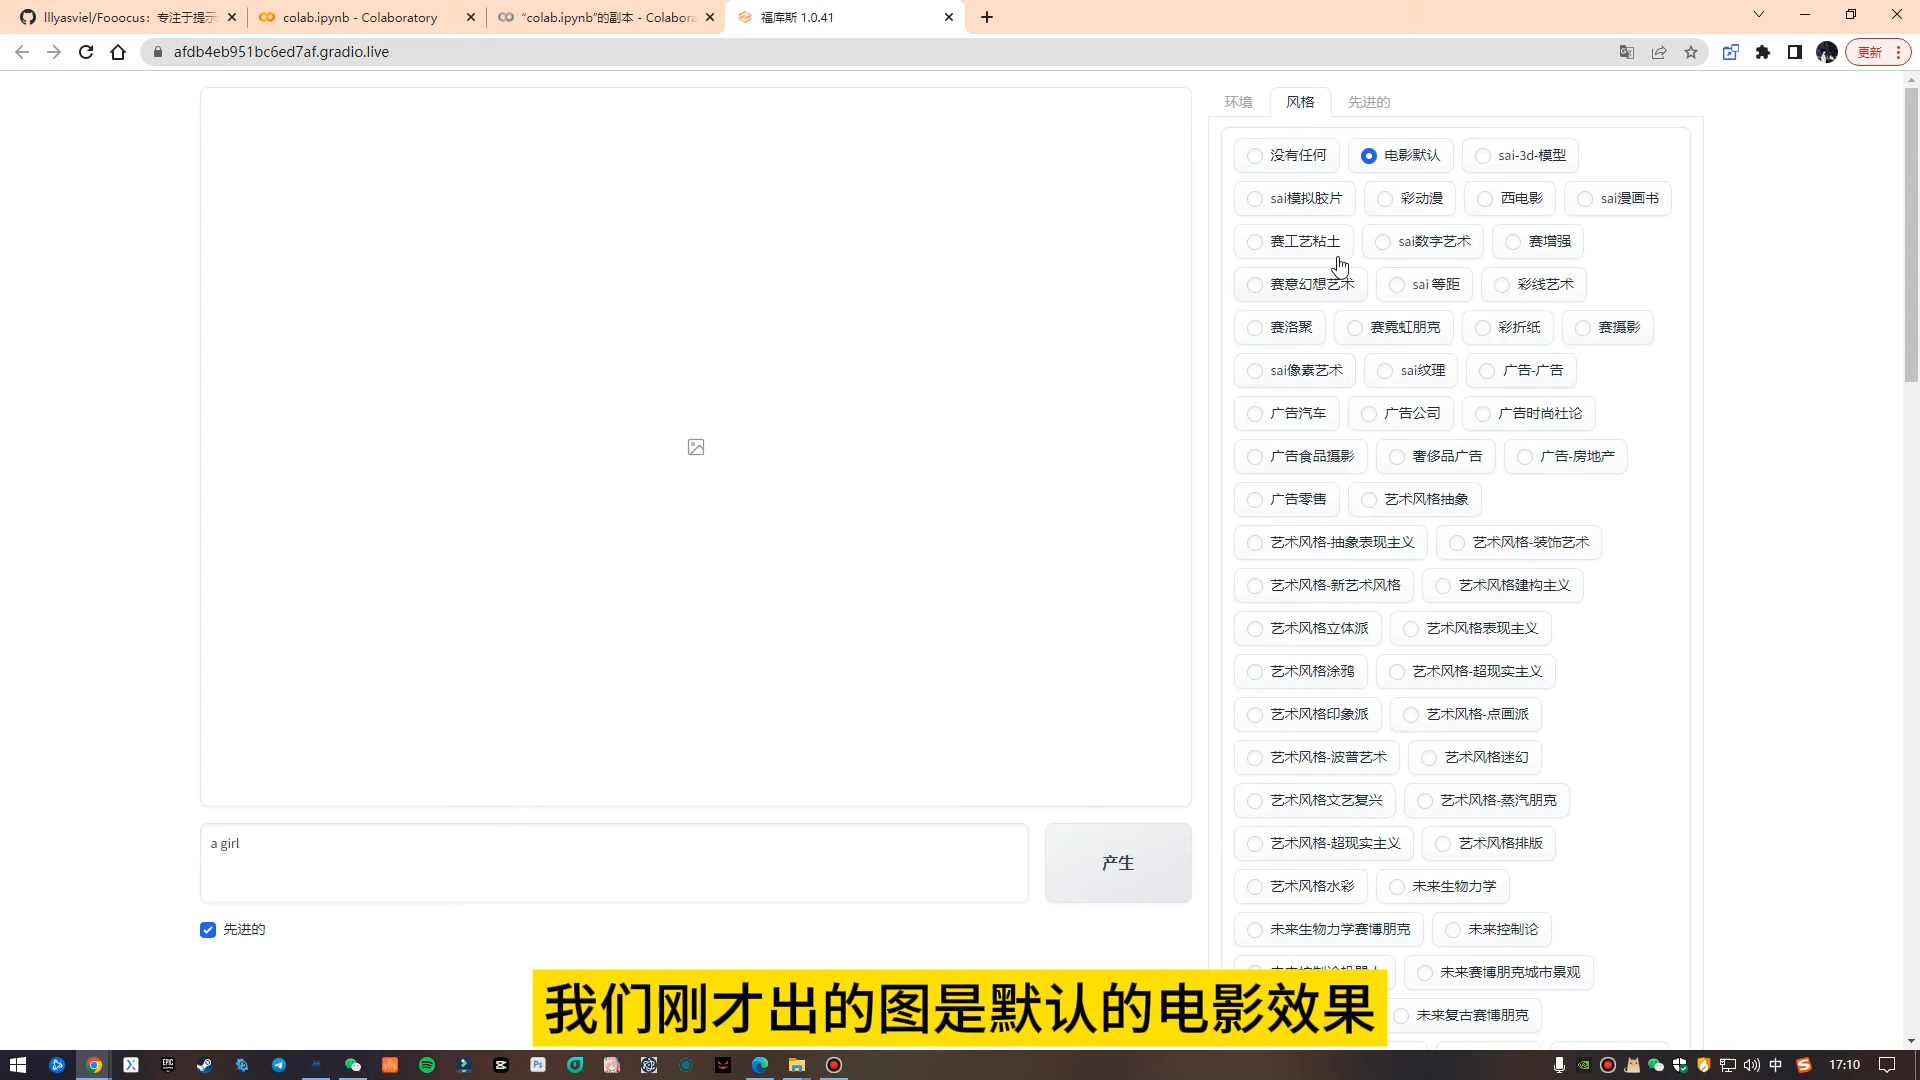 lllyasviel/Fooocus：专注于提示
colab.ipynb - Colaboratory
“colab.ipynb”的副本 - Colabora
福库斯 1.0.41
afdb4eb951bc6ed7af.gradio.live
更新
环境 风格 先进的
没有任何 电影默认 sai-3d-模型
sai模拟胶片 彩动漫 西电影 sai漫画书
赛工艺粘土 sai数字艺术 赛增强
赛意幻想艺术 sai 等距 彩线艺术
赛洛聚 赛霓虹朋克 彩折纸 赛摄影
sai像素艺术 sai纹理 广告-广告
广告汽车 广告公司 广告时尚社论
广告食品摄影 奢侈品广告 广告-房地产
广告零售 艺术风格抽象
艺术风格-抽象表现主义 艺术风格-装饰艺术
艺术风格-新艺术风格 艺术风格建构主义
艺术风格立体派 艺术风格表现主义
艺术风格涂鸦 艺术风格-超现实主义
艺术风格印象派 艺术风格-点画派
艺术风格-波普艺术 艺术风格迷幻
艺术风格文艺复兴 艺术风格-蒸汽朋克
艺术风格-超现实主义 艺术风格排版
艺术风格水彩 未来生物力学
未来生物力学赛博朋克 未来控制论
未来赛博朋克城市景观
未来复古赛博朋克
a girl
产生
先进的
我们刚才出的图是默认的电影效果
中
17:10